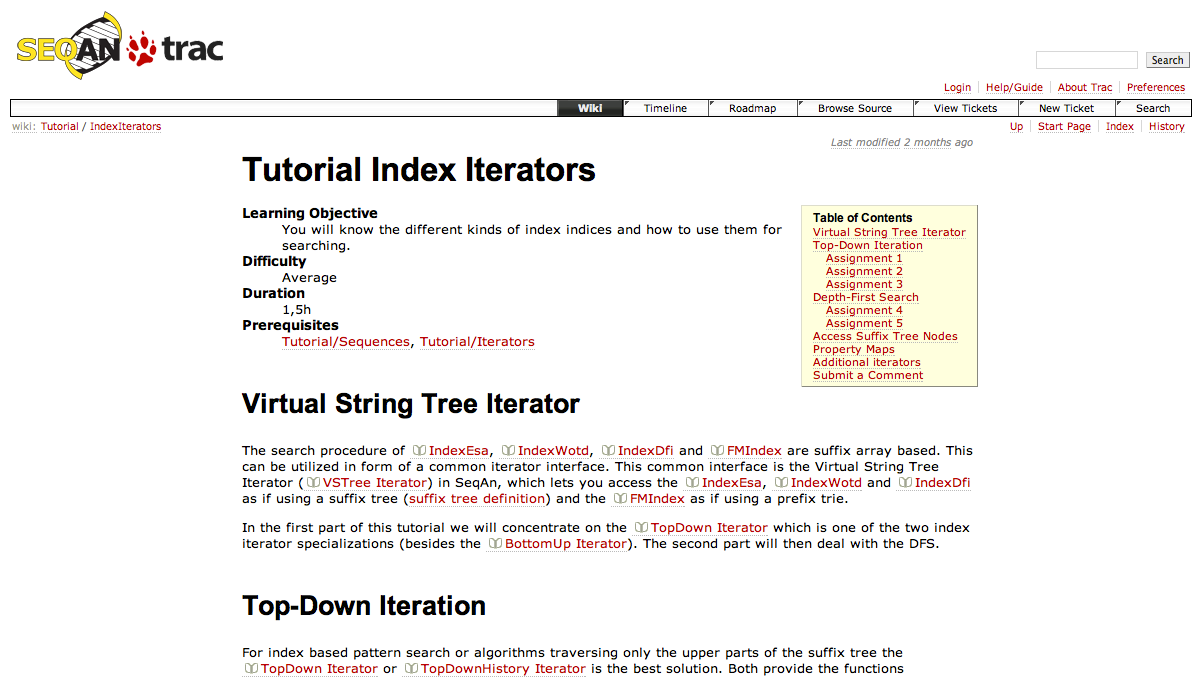 SEQAN trac
Search
Login Help/Guide About Trac Preferences
Wiki Timeline Roadmap Browse Source View Tickets New Ticket Search
wiki: Tutorial / IndexIterators
Up Start Page Index History
Last modified 2 months ago
Tutorial Index Iterators
Learning Objective
You will know the different kinds of index indices and how to use them for
searching.
Difficulty
Average
Duration
1,5h
Prerequisites
Tutorial/Sequences, Tutorial/Iterators
Table of Contents
Virtual String Tree Iterator
Top-Down Iteration
Assignment 1
Assignment 2
Assignment 3
Depth-First Search
Assignment 4
Assignment 5
Access Suffix Tree Nodes
Property Maps
Additional iterators
Submit a Comment
Virtual String Tree Iterator
The search procedure of IndexEsa, IndexWotd, IndexDfi and FMIndex are suffix array based. This
can be utilized in form of a common iterator interface. This common interface is the Virtual String Tree
Iterator (VSTree Iterator) in SeqAn, which lets you access the IndexEsa, IndexWotd and IndexDfi
as if using a suffix tree (suffix tree definition) and the FMIndex as if using a prefix trie.
In the first part of this tutorial we will concentrate on the TopDown Iterator which is one of the two index
iterator specializations (besides the BottomUp Iterator). The second part will then deal with the DFS.
Top-Down Iteration
For index based pattern search or algorithms traversing only the upper parts of the suffix tree the
TopDown Iterator or TopDownHistory Iterator is the best solution. Both provide the functions